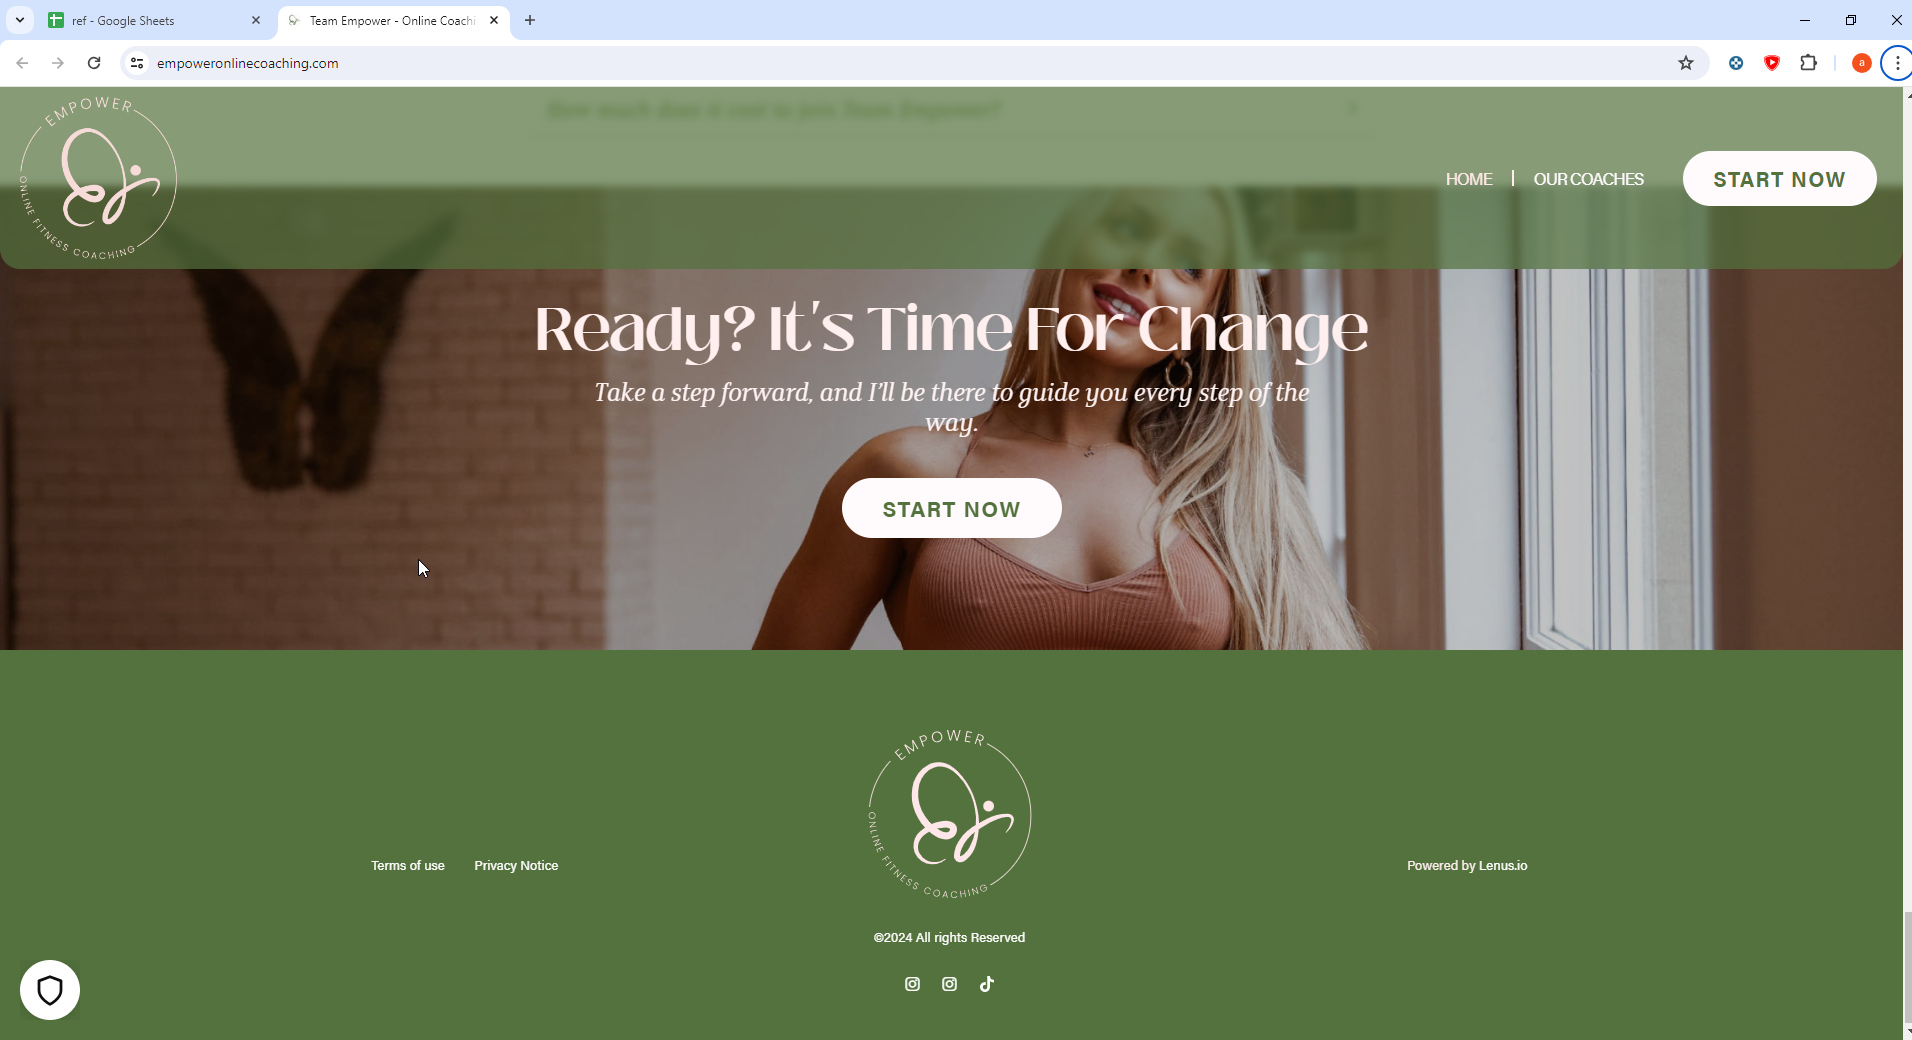 ref - Google Sheets
Team Empower - Online Coachi
empoweronlinecoaching.com
a
How much does it cost to join Team Empower?
EMPOWER
ONLINE FITNESS COACHING
HOME
OUR COACHES
START NOW
Ready? It's Time For Change
Take a step forward, and I'll be there to guide you every step of the
way.
START NOW
EMPOWER
ONLINE FITNESS COACHING
Terms of use
Privacy Notice
Powered by Lenus.io
©2024 All rights Reserved